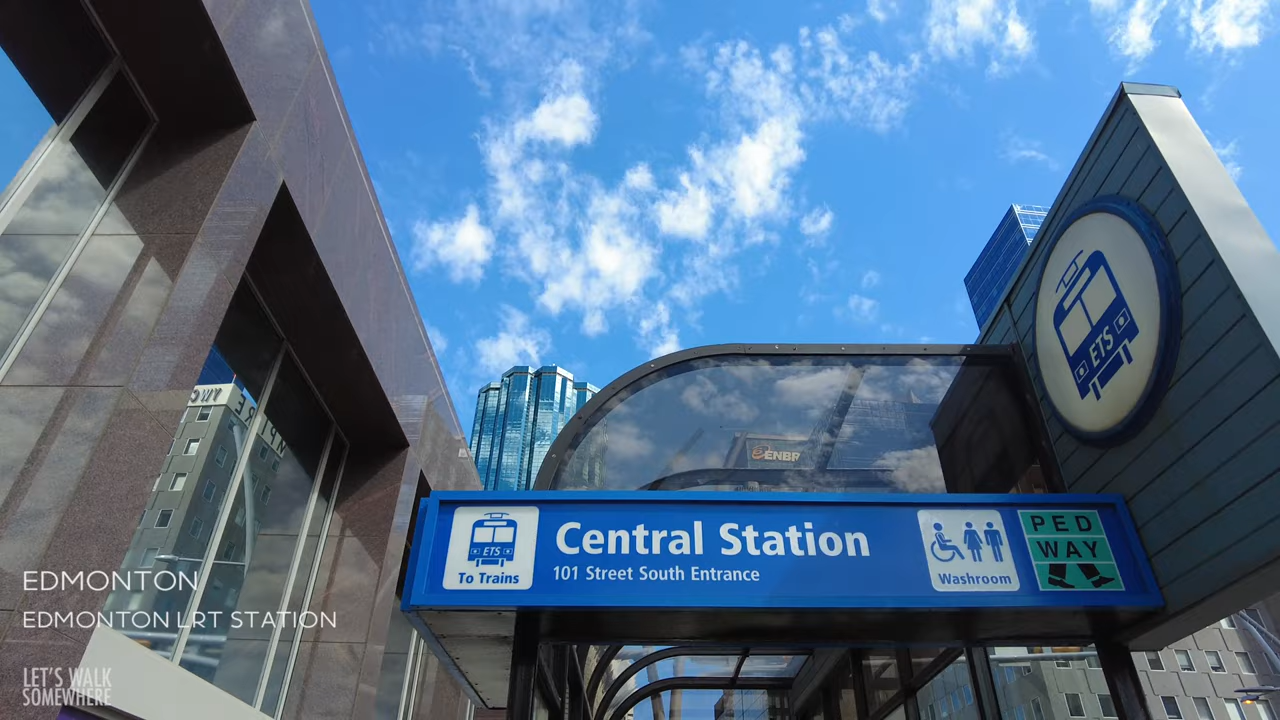 ETS
ENBR
ETS
To Trains
Central Station
101 Street South Entrance
Washroom
PED
WAY
EDMONTON
EDMONTON LRT STATION
LET'S WALK
SOMEWHERE